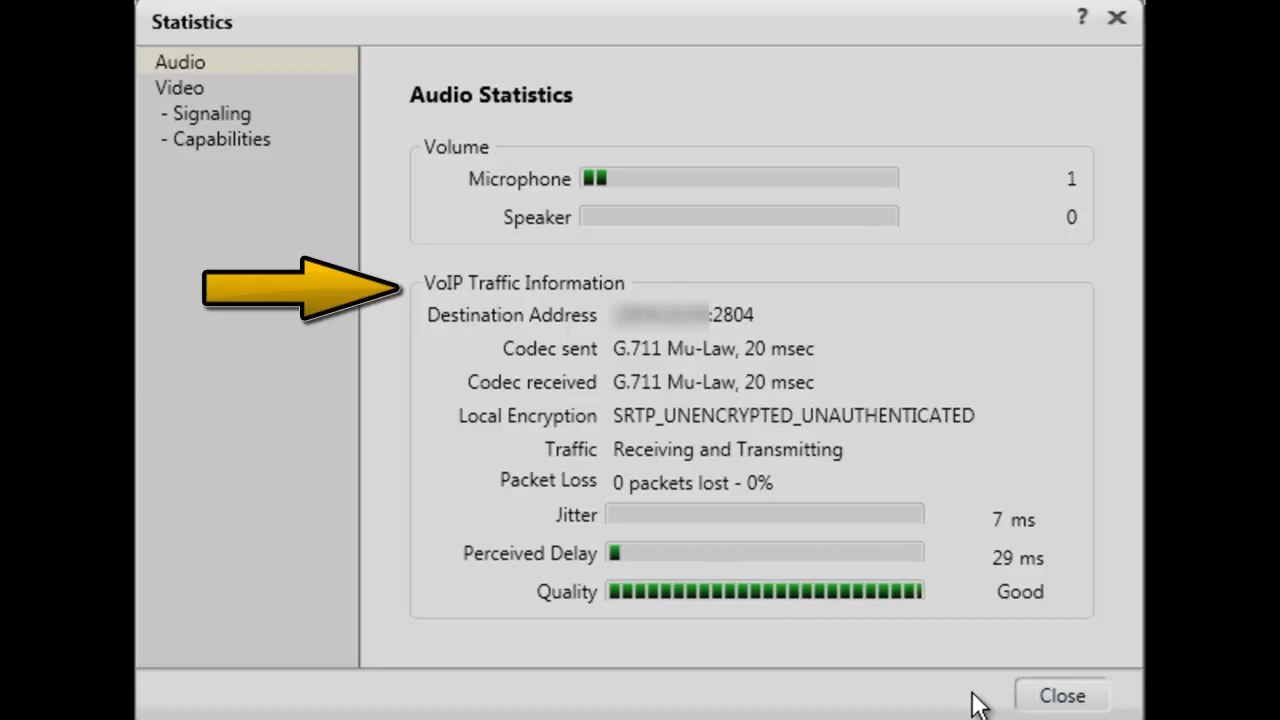 Statistics
?
Audio
Video
- Signaling
- Capabilities
Audio Statistics
Volume
Microphone 1
Speaker 0
VoIP Traffic Information
Destination Address :2804
Codec sent G.711 Mu-Law, 20 msec
Codec received G.711 Mu-Law, 20 msec
Local Encryption SRTP_UNENCRYPTED_UNAUTHENTICATED
Traffic Receiving and Transmitting
Packet Loss 0 packets lost - 0%
Jitter 7 ms
Perceived Delay 29 ms
Quality Good
Close